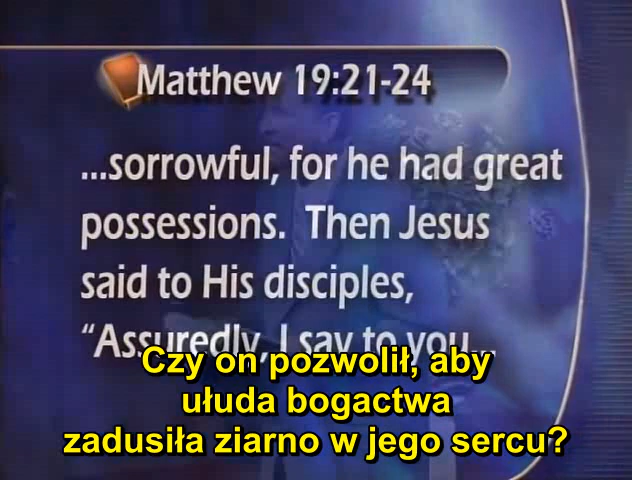 Matthew 19:21-24
...sorrowful, for he had great
possessions. Then Jesus
said to His disciples,
“Assuredly, I say to you...
Czy on pozwolił, aby
ułuda bogactwa
zadusiła ziarno w jego sercu?